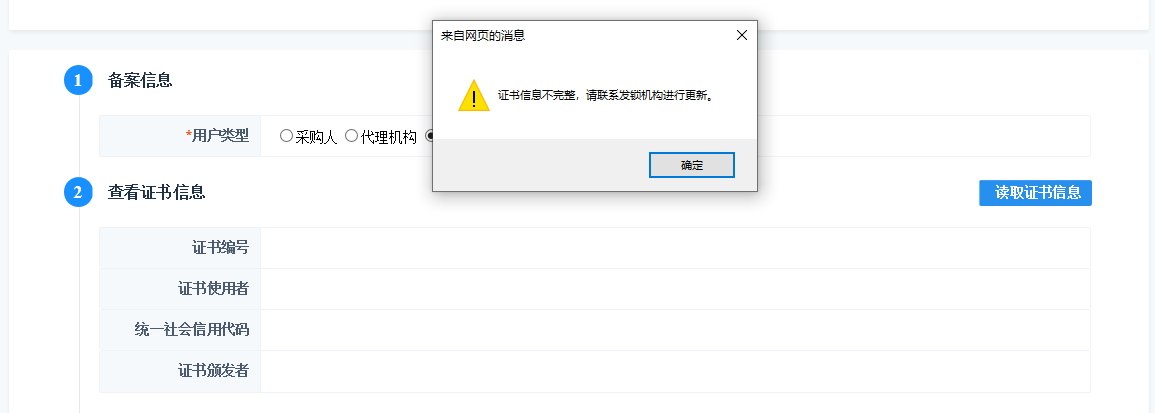 来自网页的消息
证书信息不完整，请联系发锁机构进行更新。
确定
1 备案信息
*用户类型 采购人 代理机构
2 查看证书信息 读取证书信息
证书编号
证书使用者
统一社会信用代码
证书颁发者